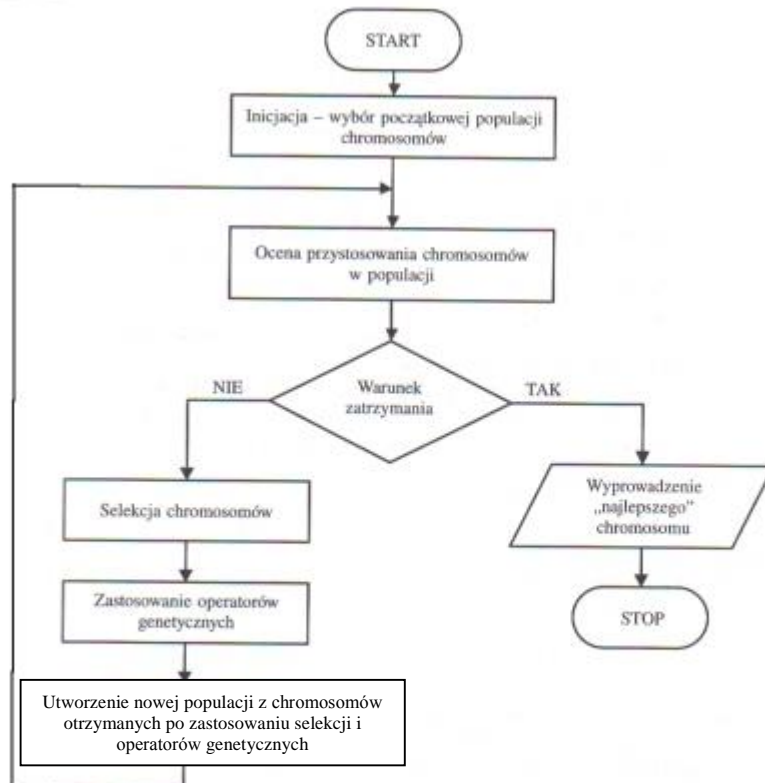 START
Inicjacja – wybór początkowej populacji
chromosomów
Ocena przystosowania chromosomów
w populacji
Warunek
zatrzymania
NIE
TAK
Selekcja chromosomów
Wyprowadzenie
„najlepszego”
chromosomu
Zastosowanie operatorów
genetycznych
STOP
Utworzenie nowej populacji z chromosomów
otrzymanych po zastosowaniu selekcji i
operatorów genetycznych